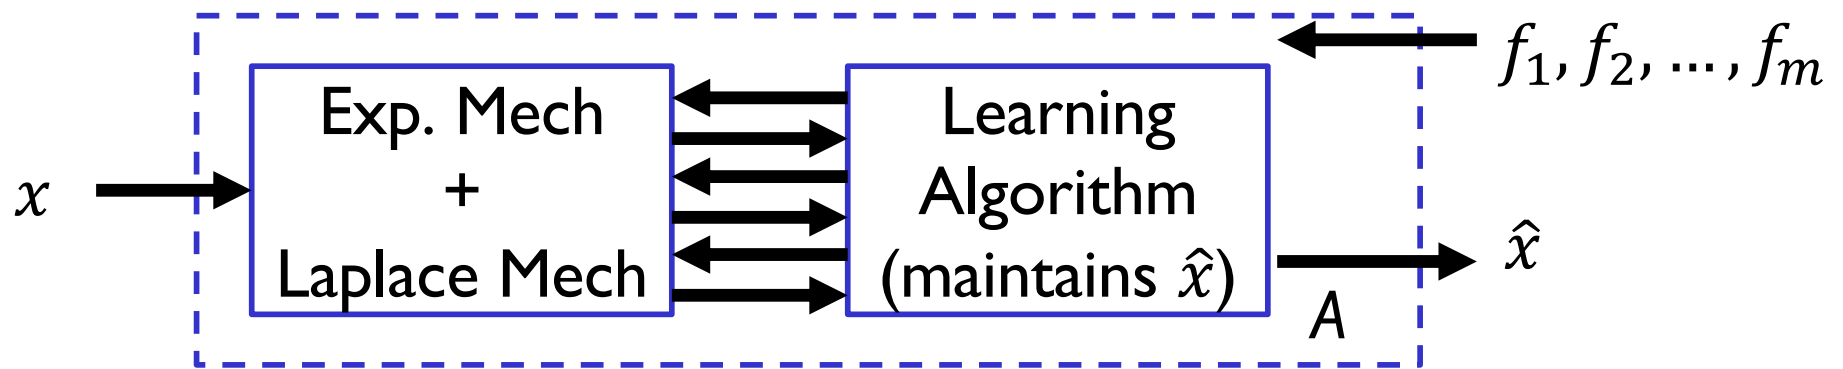 x
Exp. Mech
+
Laplace Mech
Learning
Algorithm
(maintains x̂)
A
f₁, f₂, …, fₘ
x̂